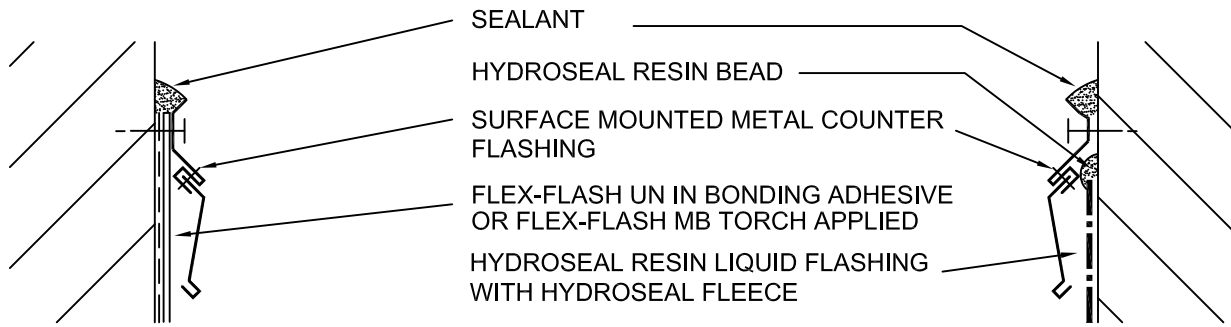 SEALANT
HYDROSEAL RESIN BEAD
SURFACE MOUNTED METAL COUNTER
FLASHING
FLEX-FLASH UN IN BONDING ADHESIVE
OR FLEX-FLASH MB TORCH APPLIED
HYDROSEAL RESIN LIQUID FLASHING
WITH HYDROSEAL FLEECE